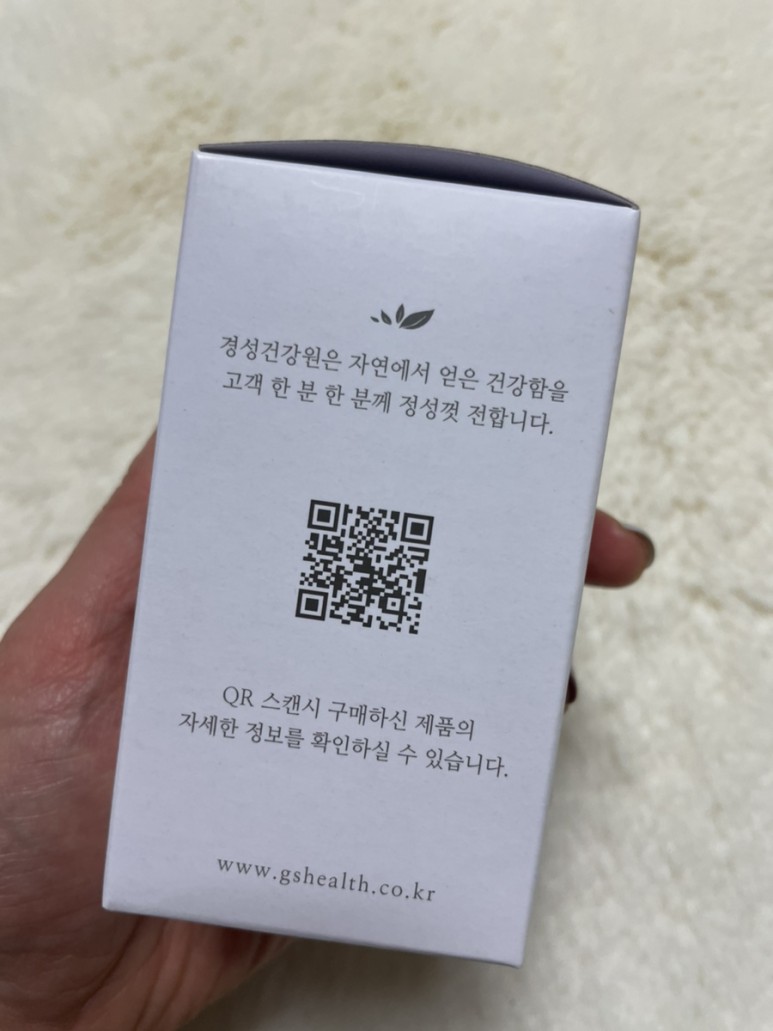 경성건강원은 자연에서 얻은 건강함을
고객 한 분 한 분께 정성껏 전합니다.
QR 스캔시 구매하신 제품의
자세한 정보를 확인하실 수 있습니다.
www.gshealth.co.kr